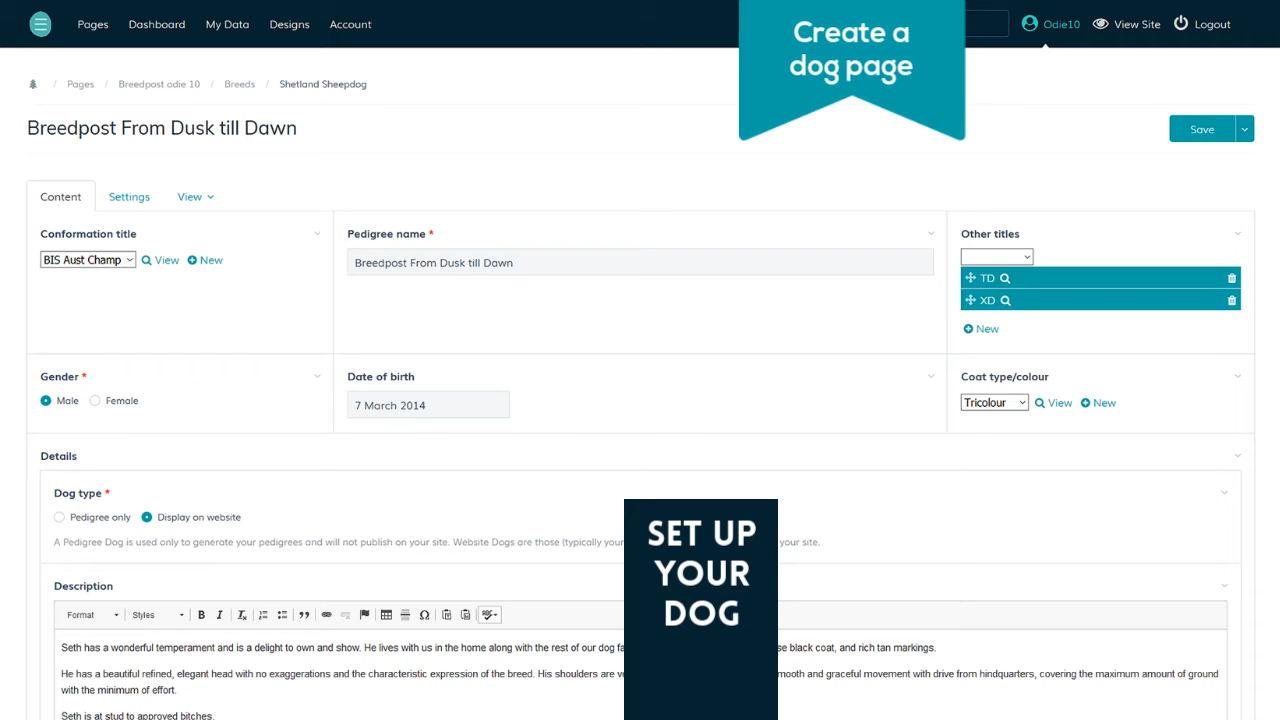 Pages Dashboard My Data Designs Account
Create a
dog page
Odie10 View Site Logout
/ Pages / Breedpost odie 10 / Breeds / Shetland Sheepdog
Breedpost From Dusk till Dawn
Save
Content Settings View
Conformation title
BIS Aust Champ View New
Pedigree name *
Breedpost From Dusk till Dawn
Other titles
TD
XD
New
Gender *
Male Female
Date of birth
7 March 2014
Coat type/colour
Tricolour View New
Details
Dog type *
Pedigree only Display on website
A Pedigree Dog is used only to generate your pedigrees and will not publish on your site. Website Dogs are those (typically your site.
SET UP
YOUR
DOG
Description
Format Styles B I
Seth has a wonderful temperament and is a delight to own and show. He lives with us in the home along with the rest of our dog black coat, and rich tan markings.
He has a beautiful refined, elegant head with no exaggerations and the characteristic expression of the breed. His shoulders are and graceful movement with drive from hindquarters, covering the maximum amount of ground
with the minimum of effort.
Seth is at stud to approved bitches.